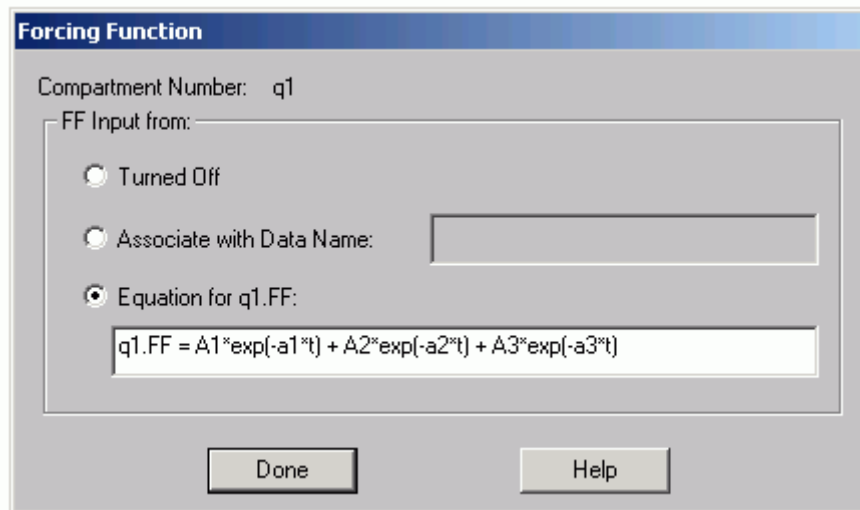 Forcing Function
Compartment Number: q1
FF Input from:
Turned Off
Associate with Data Name:
Equation for q1.FF:
q1.FF = A1*exp(-a1*t) + A2*exp(-a2*t) + A3*exp(-a3*t)
Done Help